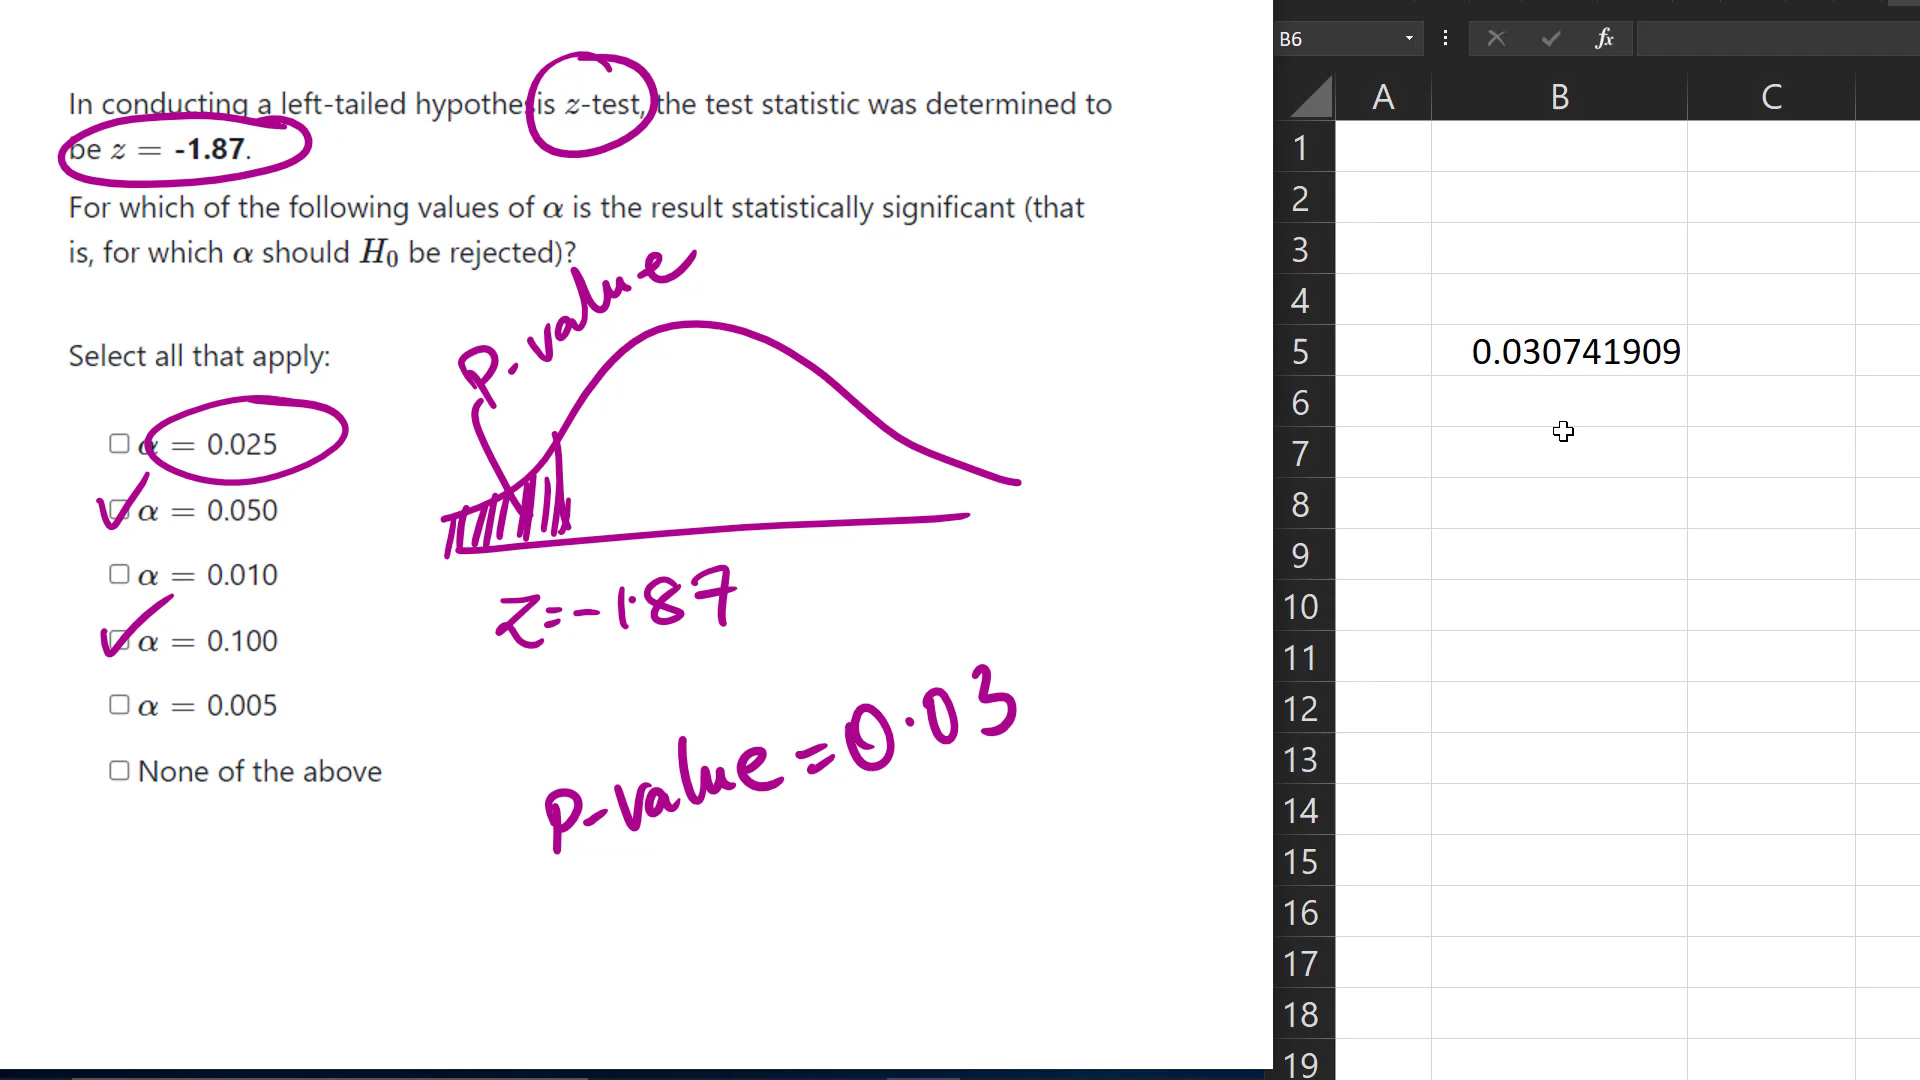 In conducting a left-tailed hypothesis z-test, the test statistic was determined to
be z = -1.87.
For which of the following values of α is the result statistically significant (that
is, for which α should H₀ be rejected)?
p-value
Select all that apply:
α = 0.025
α = 0.050
α = 0.010
α = 0.100
α = 0.005
None of the above
z=-1.87
p-value=0.03
B6
fx
A B C
1
2
3
4
5 0.030741909
6
7
8
9
10
11
12
13
14
15
16
17
18
19